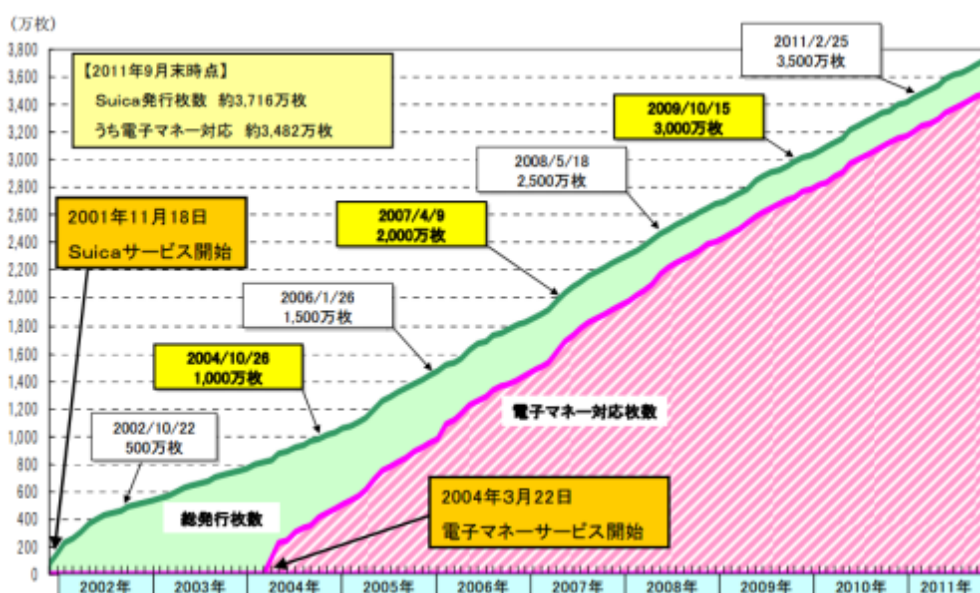 (万枚)
3,800
3,600
3,400
3,200
3,000
2,800
2,600
2,400
2,200
2,000
1,800
1,600
1,400
1,200
1,000
800
600
400
200
0
【2011年9月末時点】
Suica発行枚数 約3,716万枚
うち電子マネー対応 約3,482万枚
2011/2/25
3,500万枚
2009/10/15
3,000万枚
2008/5/18
2,500万枚
2007/4/9
2,000万枚
2001年11月18日
Suicaサービス開始
2006/1/26
1,500万枚
2004/10/26
1,000万枚
2002/10/22
500万枚
電子マネー対応枚数
総発行枚数
2004年3月22日
電子マネーサービス開始
2002年 2003年 2004年 2005年 2006年 2007年 2008年 2009年 2010年 2011年